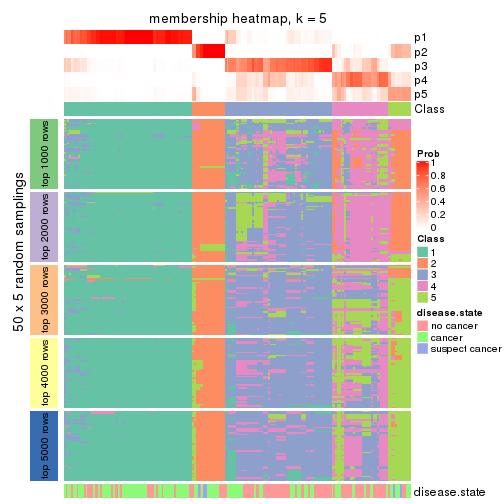 membership heatmap, k = 5
p1
p2
p3
p4
p5
Class
50 x 5 random samplings
top 1000 rows
top 2000 rows
top 3000 rows
top 4000 rows
top 5000 rows
disease.state
Prob
1
0.8
0.6
0.4
0.2
0
Class
1
2
3
4
5
disease.state
no cancer
cancer
suspect cancer